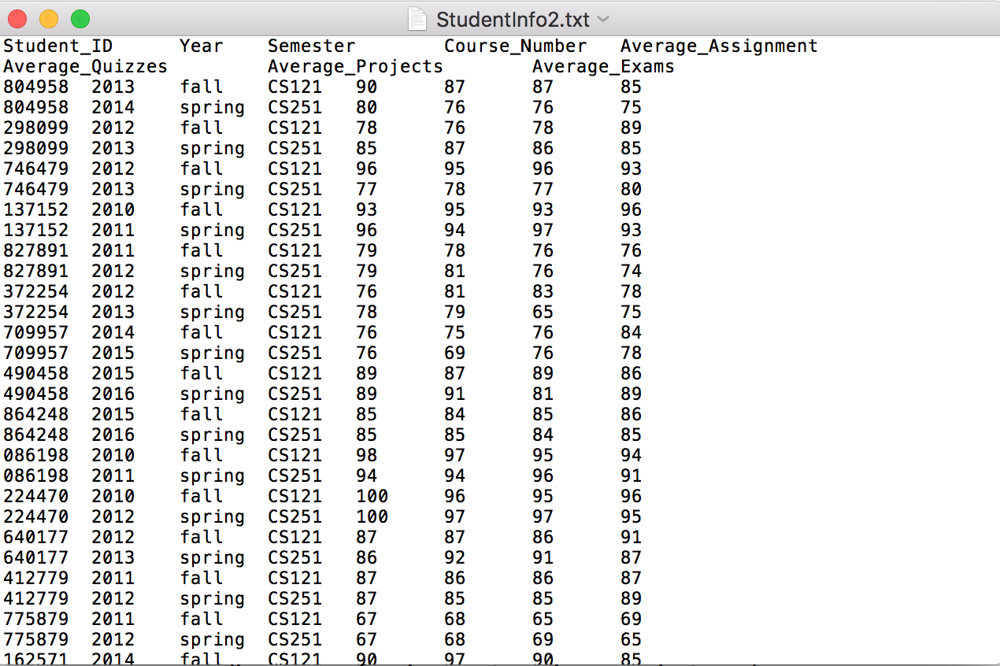 StudentInfo2.txt
Student_ID Year Semester Course_Number Average_Assignment
Average_Quizzes Average_Projects Average_Exams
804958 2013 fall CS121 90 87 87 85
804958 2014 spring CS251 80 76 76 75
298099 2012 fall CS121 78 76 78 89
298099 2013 spring CS251 85 87 86 85
746479 2012 fall CS121 96 95 96 93
746479 2013 spring CS251 77 78 77 80
137152 2010 fall CS121 93 95 93 96
137152 2011 spring CS251 96 94 97 93
827891 2011 fall CS121 79 78 76 76
827891 2012 spring CS251 79 81 76 74
372254 2012 fall CS121 76 81 83 78
372254 2013 spring CS251 78 79 65 75
709957 2014 fall CS121 76 75 76 84
709957 2015 spring CS251 76 69 76 78
490458 2015 fall CS121 89 87 89 86
490458 2016 spring CS251 89 91 81 89
864248 2015 fall CS121 85 84 85 86
864248 2016 spring CS251 85 85 84 85
086198 2010 fall CS121 98 97 95 94
086198 2011 spring CS251 94 94 96 91
224470 2010 fall CS121 100 96 95 96
224470 2012 spring CS251 100 97 97 95
640177 2012 fall CS121 87 87 86 91
640177 2013 spring CS251 86 92 91 87
412779 2011 fall CS121 87 86 86 87
412779 2012 spring CS251 87 85 85 89
775879 2011 fall CS121 67 68 65 69
775879 2012 spring CS251 67 68 69 65
162571 2014 fall CS121 90 97 90 85